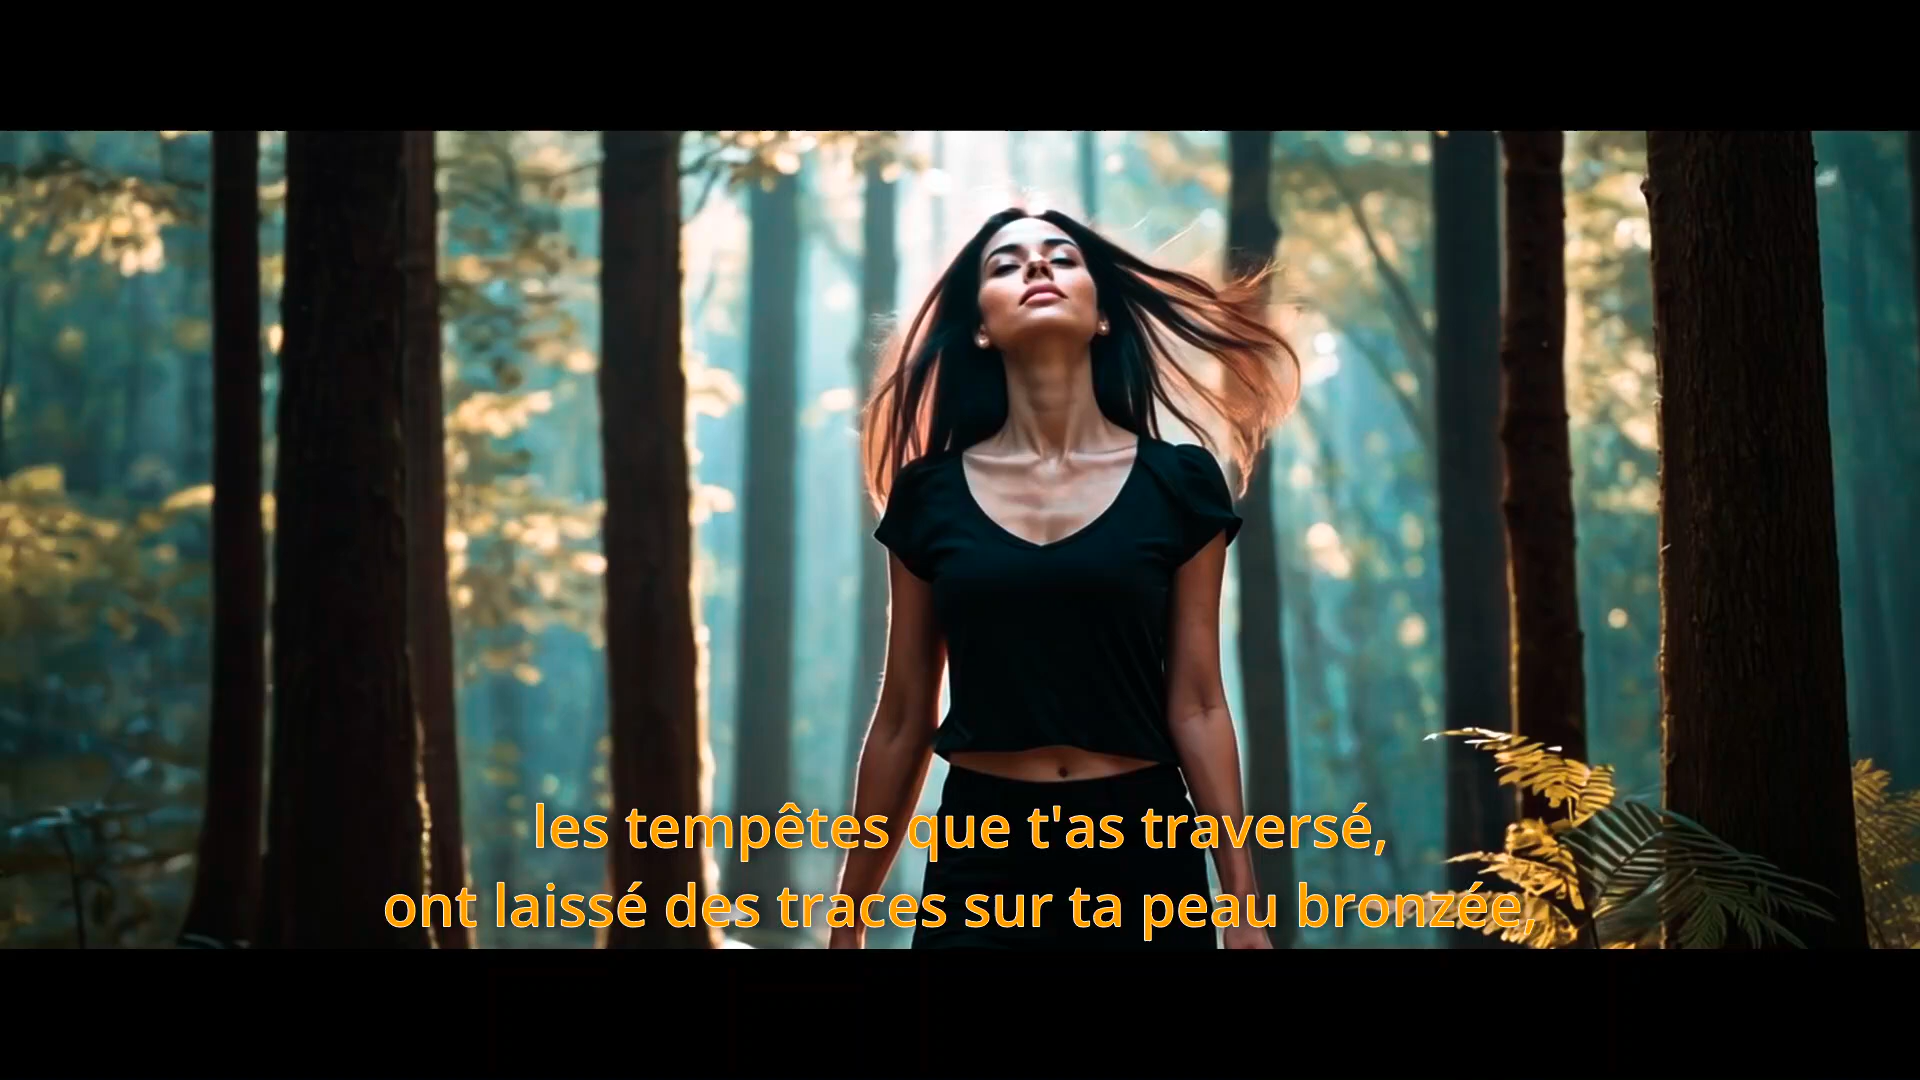 les tempêtes que t'as traversé,
ont laissé des traces sur ta peau bronzée,